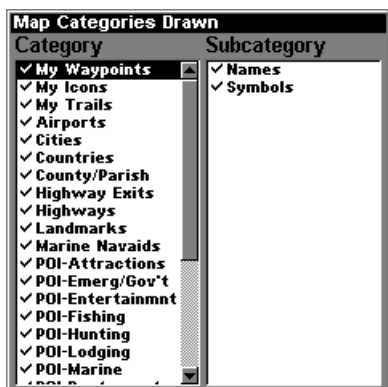 Map Categories Drawn
Category Subcategory
My Waypoints
My Icons
My Trails
Airports
Cities
Countries
County/Parish
Highway Exits
Highways
Landmarks
Marine Navaids
POI-Attractions
POI-Emerg/Gov't
POI-Entertainmnt
POI-Fishing
POI-Hunting
POI-Lodging
POI-Marine
Names
Symbols